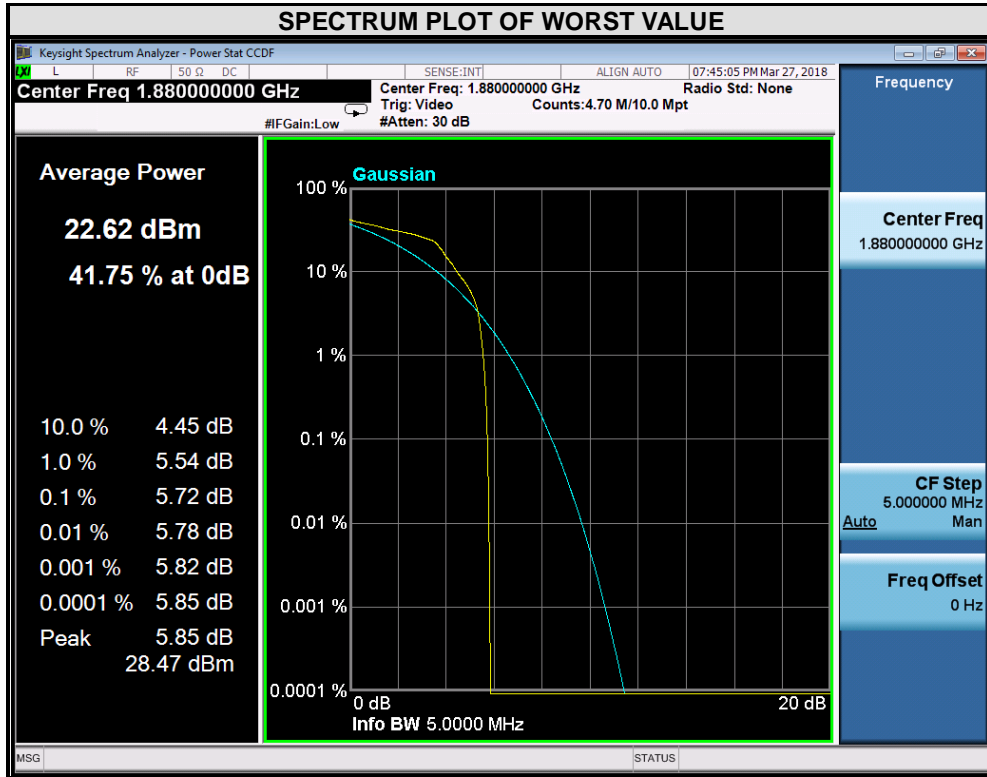 SPECTRUM PLOT OF WORST VALUE
Keysight Spectrum Analyzer - Power Stat CCDF
LXI L RF 50 Ω DC SENSE:INT ALIGN AUTO 07:45:05 PM Mar 27, 2018
Center Freq 1.880000000 GHz
#IFGain:Low
Center Freq: 1.880000000 GHz Radio Std: None
Trig: Video Counts:4.70 M/10.0 Mpt
#Atten: 30 dB
Average Power
22.62 dBm
41.75 % at 0dB
10.0 % 4.45 dB
1.0 % 5.54 dB
0.1 % 5.72 dB
0.01 % 5.78 dB
0.001 % 5.82 dB
0.0001 % 5.85 dB
Peak 5.85 dB
28.47 dBm
Gaussian
100 %
10 %
1 %
0.1 %
0.01 %
0.001 %
0.0001 %
0 dB 20 dB
Info BW 5.0000 MHz
Frequency
Center Freq
1.880000000 GHz
CF Step
5.000000 MHz
Auto Man
Freq Offset
0 Hz
MSG STATUS